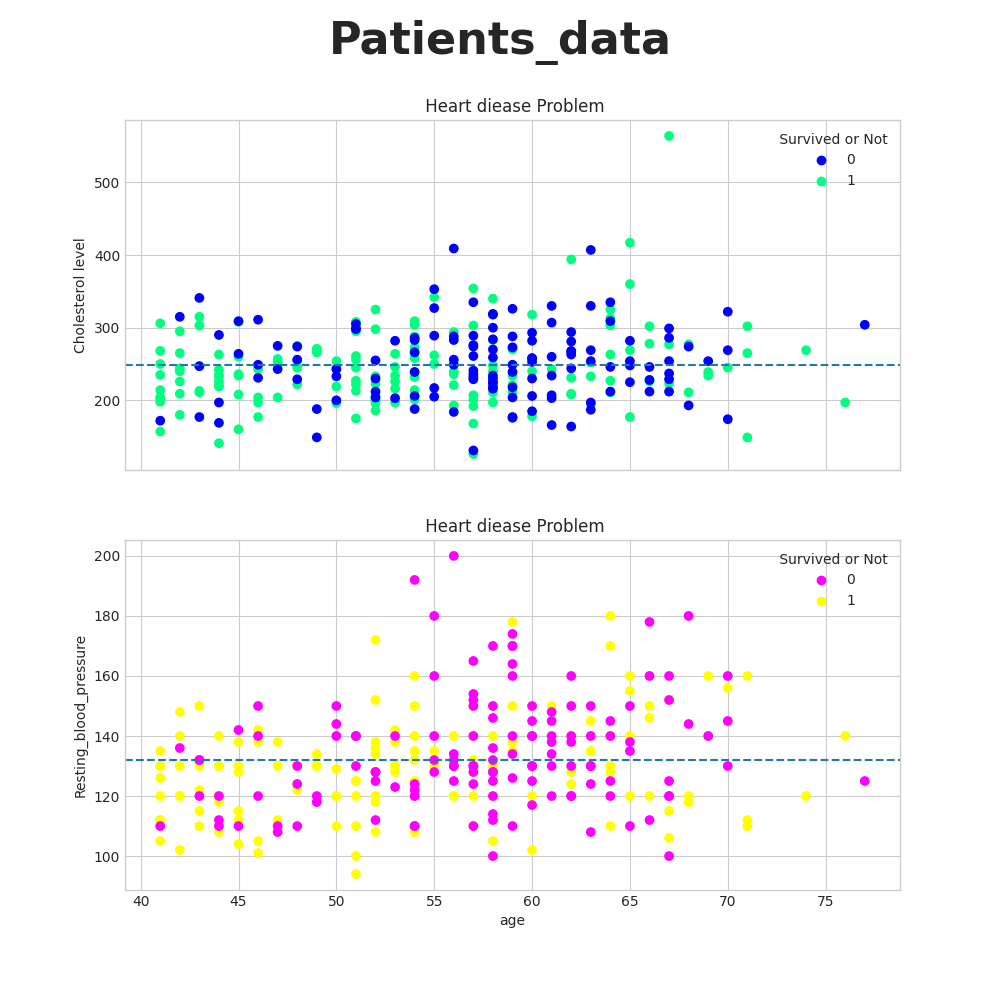 Patients_data
Heart diease Problem
Survived or Not
0
1
500
400
300
200
Cholesterol level
Heart diease Problem
Survived or Not
0
1
200
180
160
140
120
100
Resting_blood_pressure
40 45 50 55 60 65 70 75
age